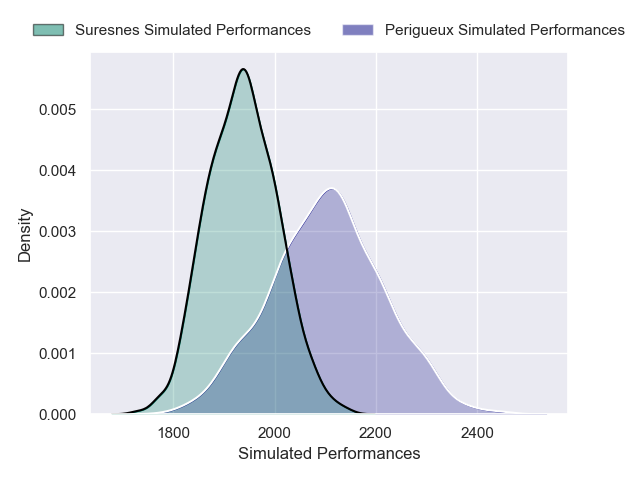 Suresnes Simulated Performances Perigueux Simulated Performances
0.005
0.004
0.003
0.002
0.001
0.000
Density
1800 2000 2200 2400
Simulated Performances